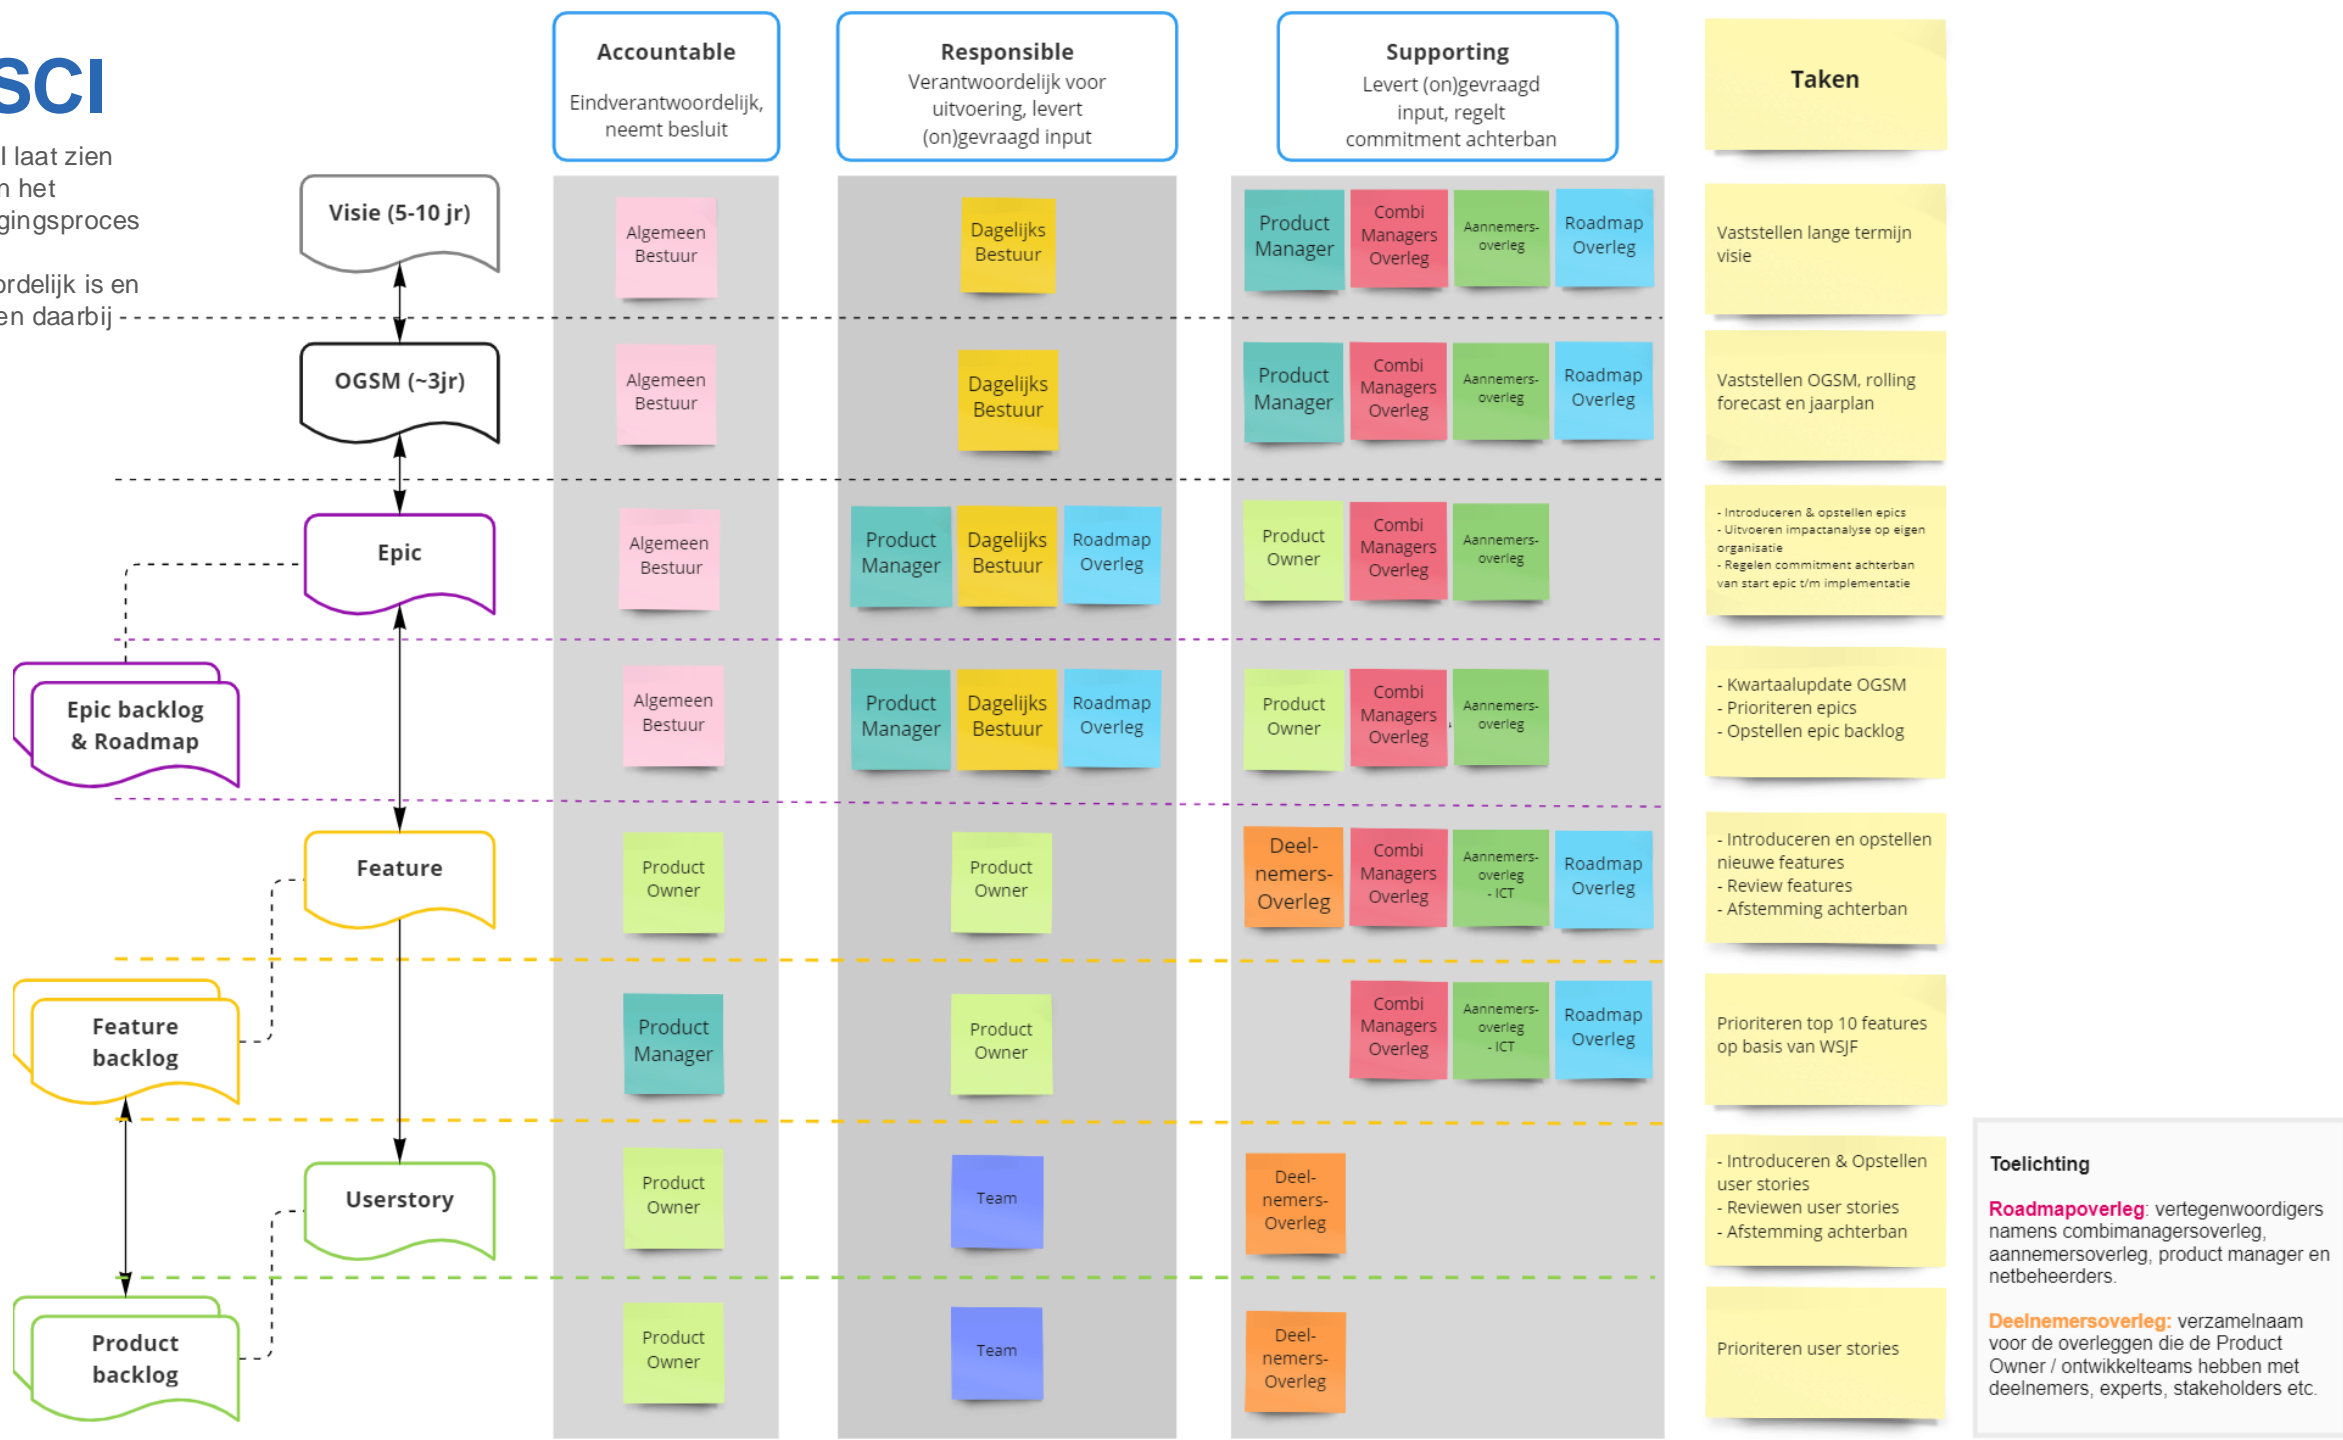 SCI
I laat zien
n het
gingsproces
ordelijk is en
en daarbij
Accountable
Eindverantwoordelijk,
neemt besluit
Responsible
Verantwoordelijk voor
uitvoering, levert
(on)gevraagd input
Supporting
Levert (on)gevraagd
input, regelt
commitment achterban
Taken
Visie (5-10 jr)
Algemeen
Bestuur
Dagelijks
Bestuur
Product
Manager
Combi
Managers
Overleg
Aannemers-
overleg
Roadmap
Overleg
Vaststellen lange termijn
visie
OGSM (~3jr)
Algemeen
Bestuur
Dagelijks
Bestuur
Product
Manager
Combi
Managers
Overleg
Aannemers-
overleg
Roadmap
Overleg
Vaststellen OGSM, rolling
forecast en jaarplan
Epic
Algemeen
Bestuur
Product
Manager
Dagelijks
Bestuur
Roadmap
Overleg
Product
Owner
Combi
Managers
Overleg
Aannemers-
overleg
- Introduceren & opstellen epics
- Uitvoeren impactanalyse op eigen
organisatie
- Regelen commitment achterban
van start epic t/m implementatie
Epic backlog
& Roadmap
Algemeen
Bestuur
Product
Manager
Dagelijks
Bestuur
Roadmap
Overleg
Product
Owner
Combi
Managers
Overleg
Aannemers-
overleg
- Kwartaalupdate OGSM
- Prioriteren epics
- Opstellen epic backlog
Feature
Product
Owner
Product
Owner
Deel-
nemers-
Overleg
Combi
Managers
Overleg
Aannemers-
overleg
- ICT
Roadmap
Overleg
- Introduceren en opstellen
nieuwe features
- Review features
- Afstemming achterban
Feature
backlog
Product
Manager
Product
Owner
Combi
Managers
Overleg
Aannemers-
overleg
- ICT
Roadmap
Overleg
Prioriteren top 10 features
op basis van WSJF
Userstory
Product
Owner
Team
Deel-
nemers-
Overleg
- Introduceren & Opstellen
user stories
- Reviewen user stories
- Afstemming achterban
Product
backlog
Product
Owner
Team
Deel-
nemers-
Overleg
Prioriteren user stories
Toelichting
Roadmapoverleg: vertegenwoordigers
namens combimanagersoverleg,
aannemersoverleg, product manager en
netbeheerders.
Deelnemersoverleg: verzamelnaam
voor de overleggen die de Product
Owner / ontwikkelteams hebben met
deelnemers, experts, stakeholders etc.